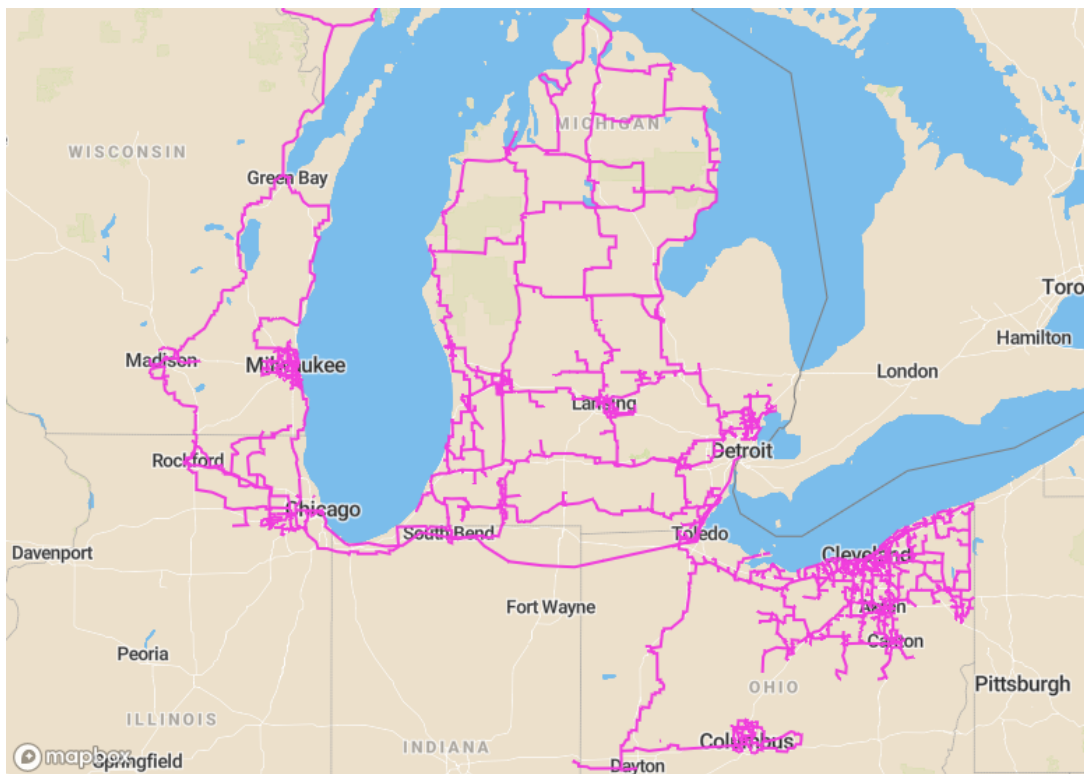 MICHIGAN
WISCONSIN
Green Bay
Toro
Hamilton
Madison
Milwaukee
London
Lansing
Detroit
Rockford
Chicago
South Bend
Toledo
Davenport
Cleveland
Fort Wayne
Akron
Canton
Peoria
OHIO
Pittsburgh
ILLINOIS
Columbus
INDIANA
mapbox
Springfield
Dayton